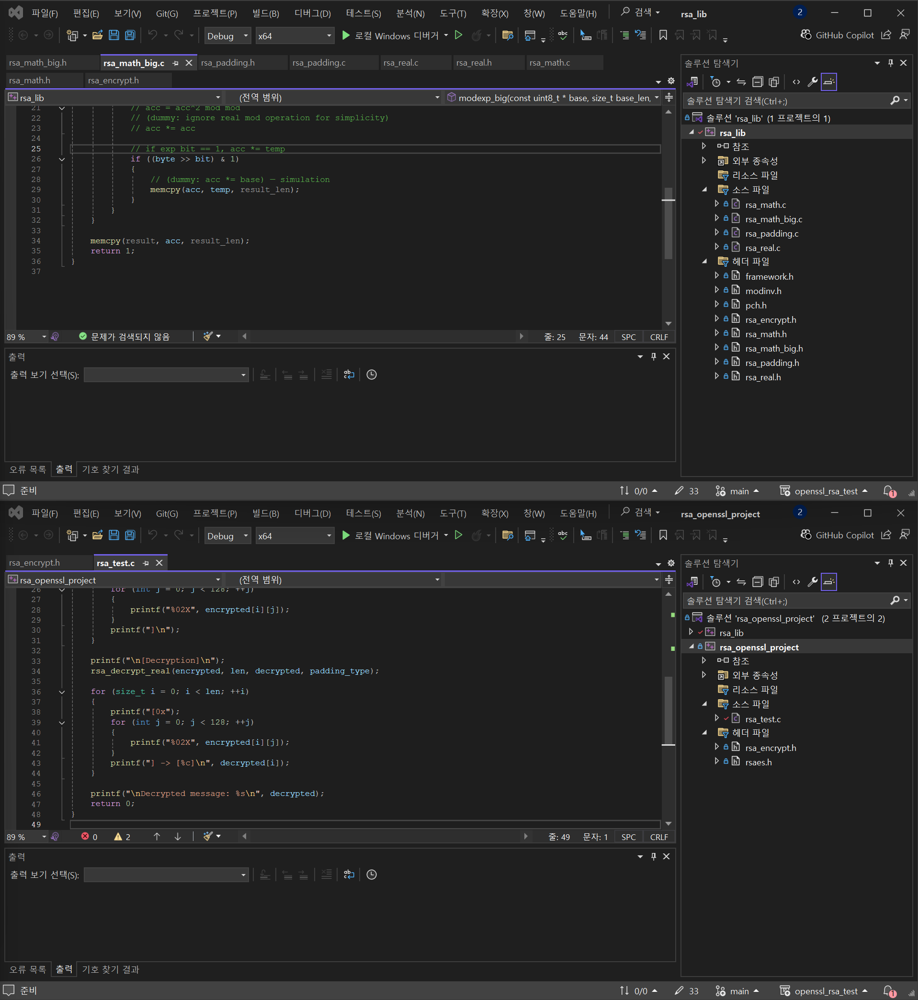 파일(F) 편집(E) 보기(V) Git(G) 프로젝트(P) 빌드(B) 디버그(D) 테스트(S) 분석(N) 도구(T) 확장(X) 창(W) 도움말(H) 검색 rsa_lib 2
Debug x64 로컬 Windows 디버거 GitHub Copilot
rsa_math_big.h rsa_math_big.c rsa_padding.h rsa_padding.c rsa_real.c rsa_real.h rsa_math.c
rsa_math.h rsa_encrypt.h
rsa_lib (전역 범위) modexp_big(const uint8_t * base, size_t base_len,
21 // acc = acc^2 mod mod
22 // (dummy: ignore real mod operation for simplicity)
23 // acc *= acc
24
25 // if exp bit == 1, acc *= temp
26 if ((byte >> bit) & 1)
27 {
28 // (dummy: acc *= base) — simulation
29 memcpy(acc, temp, result_len);
30 }
31 }
32 }
33
34 memcpy(result, acc, result_len);
35 return 1;
36 }
37
89 % 문제가 검색되지 않음 줄: 25 문자: 44 SPC CRLF
출력
출력 보기 선택(S):
오류 목록 출력 기호 찾기 결과
솔루션 탐색기
솔루션 탐색기 검색(Ctrl+;)
솔루션 'rsa_lib' (1 프로젝트의 1)
rsa_lib
참조
외부 종속성
리소스 파일
소스 파일
rsa_math.c
rsa_math_big.c
rsa_padding.c
rsa_real.c
헤더 파일
framework.h
modinv.h
pch.h
rsa_encrypt.h
rsa_math.h
rsa_math_big.h
rsa_padding.h
rsa_real.h
준비 0/0 33 main openssl_rsa_test 1
파일(F) 편집(E) 보기(V) Git(G) 프로젝트(P) 빌드(B) 디버그(D) 테스트(S) 분석(N) 도구(T) 확장(X) 창(W) 도움말(H) 검색 rsa_openssl_project 2
Debug x64 로컬 Windows 디버거 GitHub Copilot
rsa_encrypt.h rsa_test.c
rsa_openssl_project (전역 범위)
26 for (int j = 0; j < 128; ++j)
27 {
28 printf("%02X", encrypted[i][j]);
29 }
30 printf("]\n");
31 }
32
33 printf("\n[Decryption]\n");
34 rsa_decrypt_real(encrypted, len, decrypted, padding_type);
35
36 for (size_t i = 0; i < len; ++i)
37 {
38 printf("[0x");
39 for (int j = 0; j < 128; ++j)
40 {
41 printf("%02X", encrypted[i][j]);
42 }
43 printf("] -> [%c]\n", decrypted[i]);
44 }
45
46 printf("\nDecrypted message: %s\n", decrypted);
47 return 0;
48 }
49
89 % 0 2 줄: 49 문자: 1 SPC CRLF
출력
출력 보기 선택(S):
오류 목록 출력 기호 찾기 결과
솔루션 탐색기
솔루션 탐색기 검색(Ctrl+;)
솔루션 'rsa_openssl_project' (2 프로젝트의 2)
rsa_lib
rsa_openssl_project
참조
외부 종속성
리소스 파일
소스 파일
rsa_test.c
헤더 파일
rsa_encrypt.h
rsaes.h
준비 0/0 33 main openssl_rsa_test 1